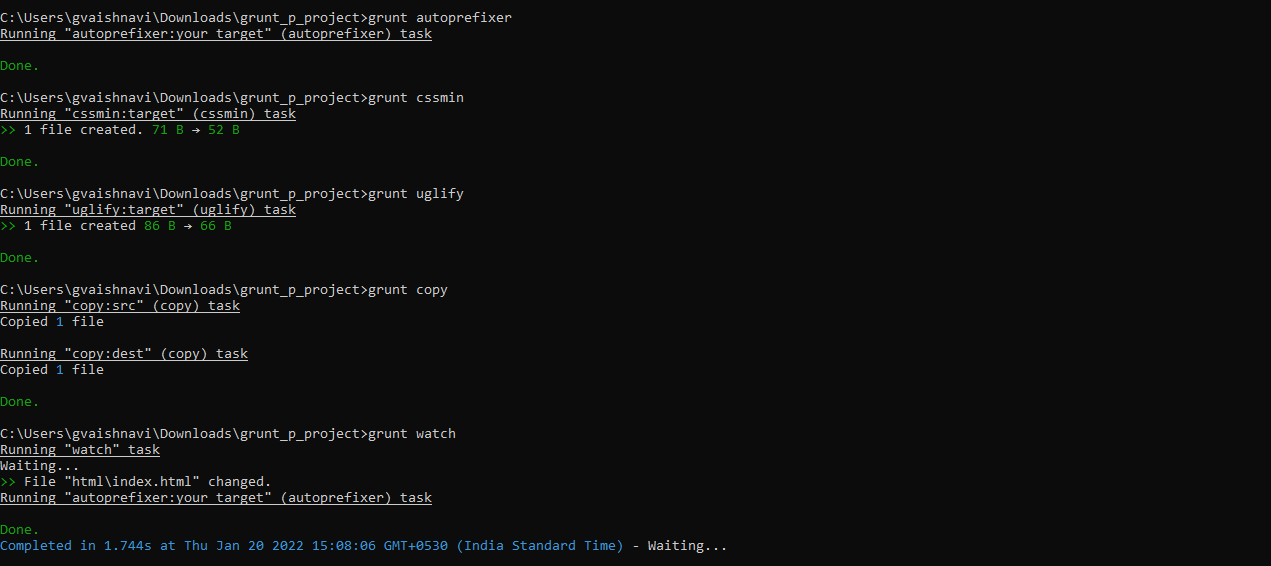 C:\Users\gvaishnavi\Downloads\grunt_p_project>grunt autoprefixer
Running "autoprefixer:your_target" (autoprefixer) task
Done.
C:\Users\gvaishnavi\Downloads\grunt_p_project>grunt cssmin
Running "cssmin:target" (cssmin) task
>> 1 file created. 71 B → 52 B
Done.
C:\Users\gvaishnavi\Downloads\grunt_p_project>grunt uglify
Running "uglify:target" (uglify) task
>> 1 file created 86 B → 66 B
Done.
C:\Users\gvaishnavi\Downloads\grunt_p_project>grunt copy
Running "copy:src" (copy) task
Copied 1 file
Running "copy:dest" (copy) task
Copied 1 file
Done.
C:\Users\gvaishnavi\Downloads\grunt_p_project>grunt watch
Running "watch" task
Waiting...
>> File "html\index.html" changed.
Running "autoprefixer:your_target" (autoprefixer) task
Done.
Completed in 1.744s at Thu Jan 20 2022 15:08:06 GMT+0530 (India Standard Time) - Waiting...